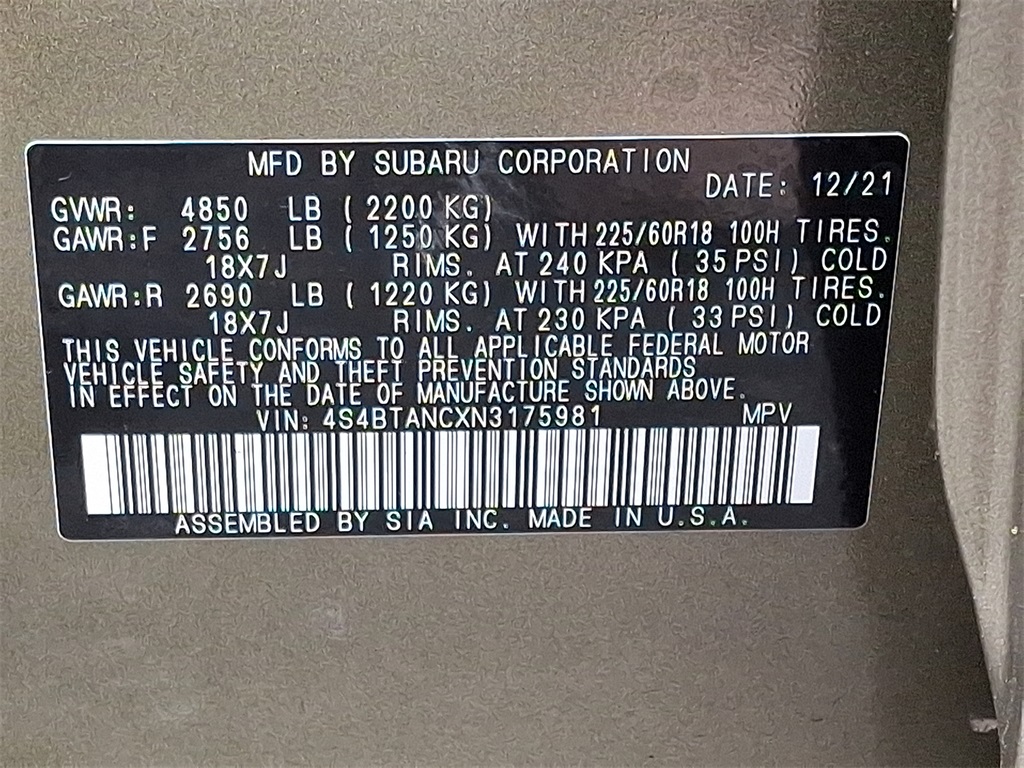 MFD BY SUBARU CORPORATION
DATE: 12/21
GVWR: 4850 LB ( 2200 KG)
GAWR:F 2756 LB ( 1250 KG) WITH 225/60R18 100H TIRES.
18X7J RIMS. AT 240 KPA ( 35 PSI) COLD
GAWR:R 2690 LB ( 1220 KG) WITH 225/60R18 100H TIRES.
18X7J RIMS. AT 230 KPA ( 33 PSI) COLD
THIS VEHICLE CONFORMS TO ALL APPLICABLE FEDERAL MOTOR
VEHICLE SAFETY AND THEFT PREVENTION STANDARDS
IN EFFECT ON THE DATE OF MANUFACTURE SHOWN ABOVE.
VIN: 4S4BTANCXN3175981 MPV
ASSEMBLED BY SIA INC. MADE IN U.S.A.